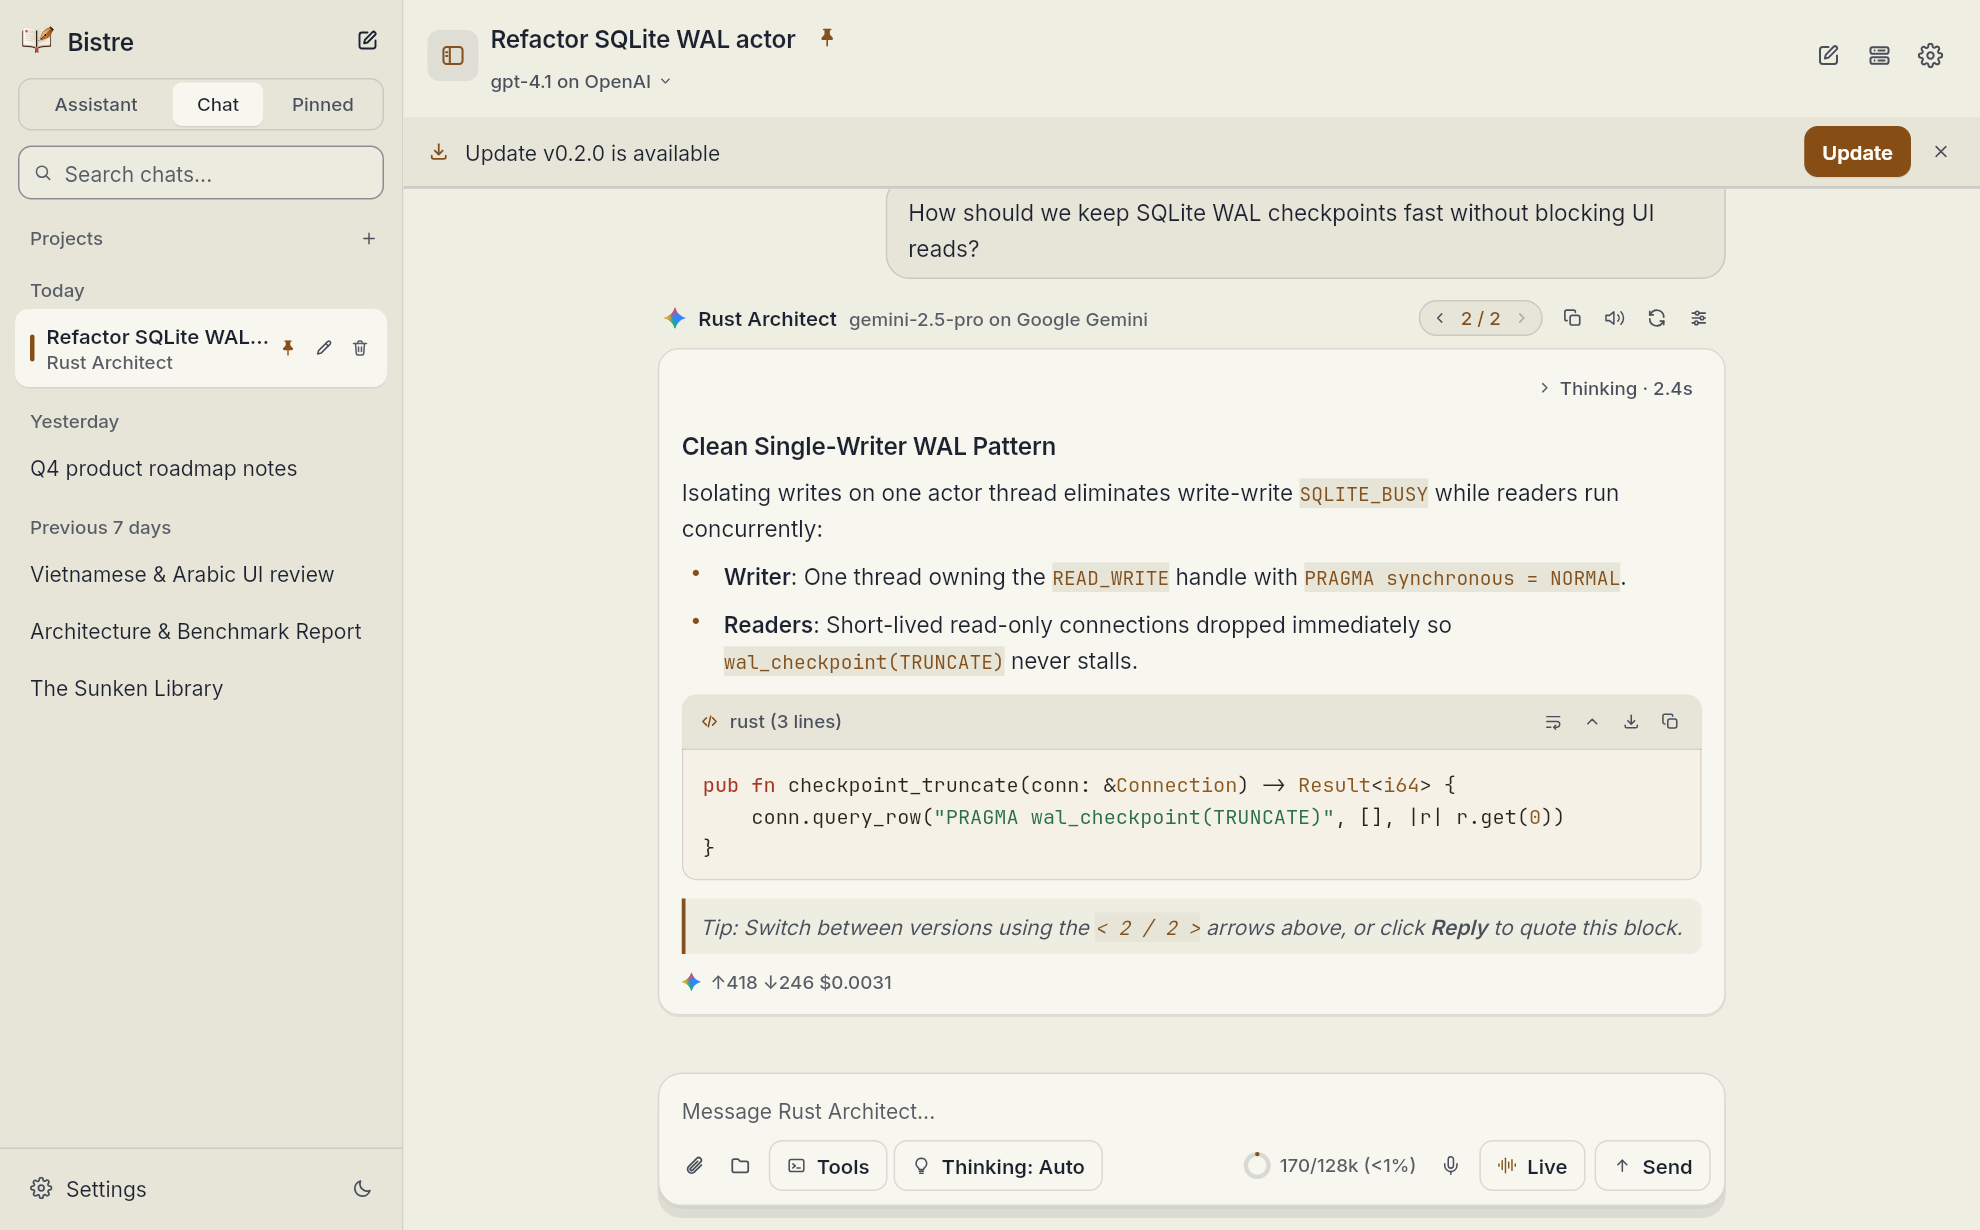 Bistre
Assistant Chat Pinned
Search chats...
Projects
Today
Refactor SQLite WAL...
Rust Architect
Yesterday
Q4 product roadmap notes
Previous 7 days
Vietnamese & Arabic UI review
Architecture & Benchmark Report
The Sunken Library
Settings
Refactor SQLite WAL actor
gpt-4.1 on OpenAI
Update v0.2.0 is available
Update
How should we keep SQLite WAL checkpoints fast without blocking UI
reads?
Rust Architect gemini-2.5-pro on Google Gemini
2 / 2
Thinking · 2.4s
Clean Single-Writer WAL Pattern
Isolating writes on one actor thread eliminates write-write SQLITE_BUSY while readers run
concurrently:
• Writer: One thread owning the READ_WRITE handle with PRAGMA synchronous = NORMAL.
• Readers: Short-lived read-only connections dropped immediately so
wal_checkpoint(TRUNCATE) never stalls.
rust (3 lines)
pub fn checkpoint_truncate(conn: &Connection) -> Result<i64> {
    conn.query_row("PRAGMA wal_checkpoint(TRUNCATE)", [], |r| r.get(0))
}
Tip: Switch between versions using the < 2 / 2 > arrows above, or click Reply to quote this block.
↑418 ↓246 $0.0031
Message Rust Architect...
Tools Thinking: Auto 170/128k (<1%) Live Send